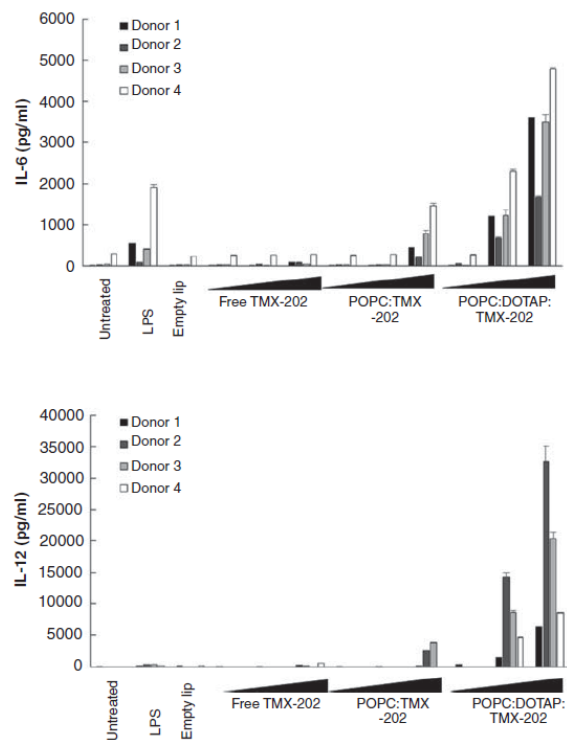 6000
5000
4000
3000
2000
1000
0
IL-6 (pg/ml)
Donor 1
Donor 2
Donor 3
Donor 4
Untreated
LPS
Empty lip
Free TMX-202
POPC:TMX
-202
POPC:DOTAP:
TMX-202
40000
35000
30000
25000
20000
15000
10000
5000
0
IL-12 (pg/ml)
Donor 1
Donor 2
Donor 3
Donor 4
Untreated
LPS
Empty lip
Free TMX-202
POPC:TMX
-202
POPC:DOTAP:
TMX-202